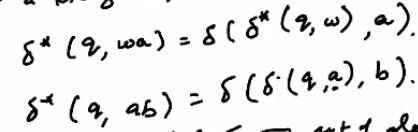 δ* (q, wa) = δ(δ* (q, w), a).
δ* (q, ab) = δ(δ(q, a), b).